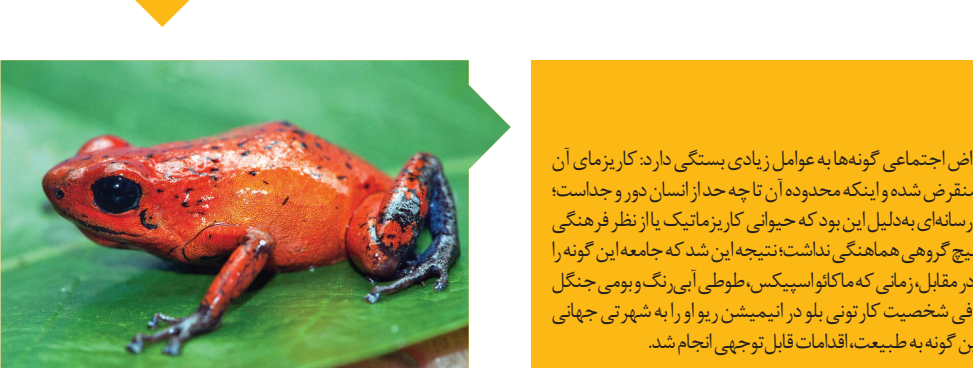 اض اجتماعی گونه‌ها به عوامل زیادی بستگی دارد: کاریزمای آن
منقرض شده و اینکه محدوده آن تا چه حد از انسان دور و جداست؛
رسانه‌ای به‌دلیل این بود که حیوانی کاریزماتیک یا از نظر فرهنگی
هیچ گروهی هماهنگی نداشت؛ نتیجه این شد که جامعه این گونه را
در مقابل، زمانی که ماکائو اسپیکس، طوطی آبی‌رنگ و بومی جنگل
فی شخصیت کارتونی بلو در انیمیشن ریو او را به شهرتی جهانی
ن گونه به طبیعت، اقدامات قابل‌توجهی انجام شد.